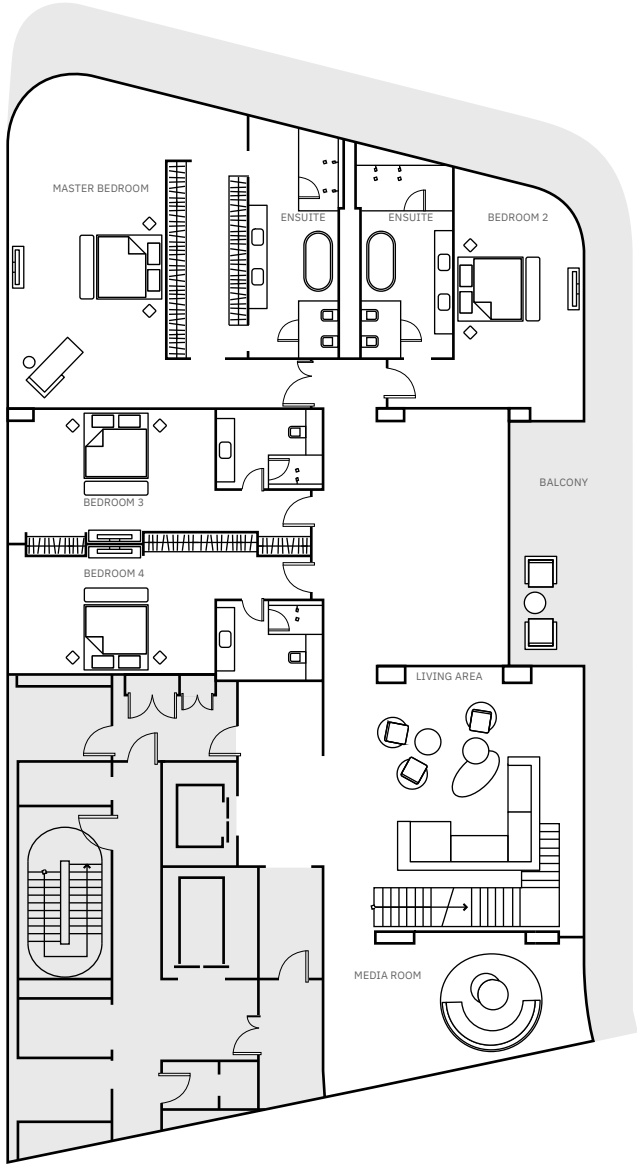 MASTER BEDROOM
ENSUITE
ENSUITE
BEDROOM 2
BALCONY
BEDROOM 3
BEDROOM 4
LIVING AREA
MEDIA ROOM